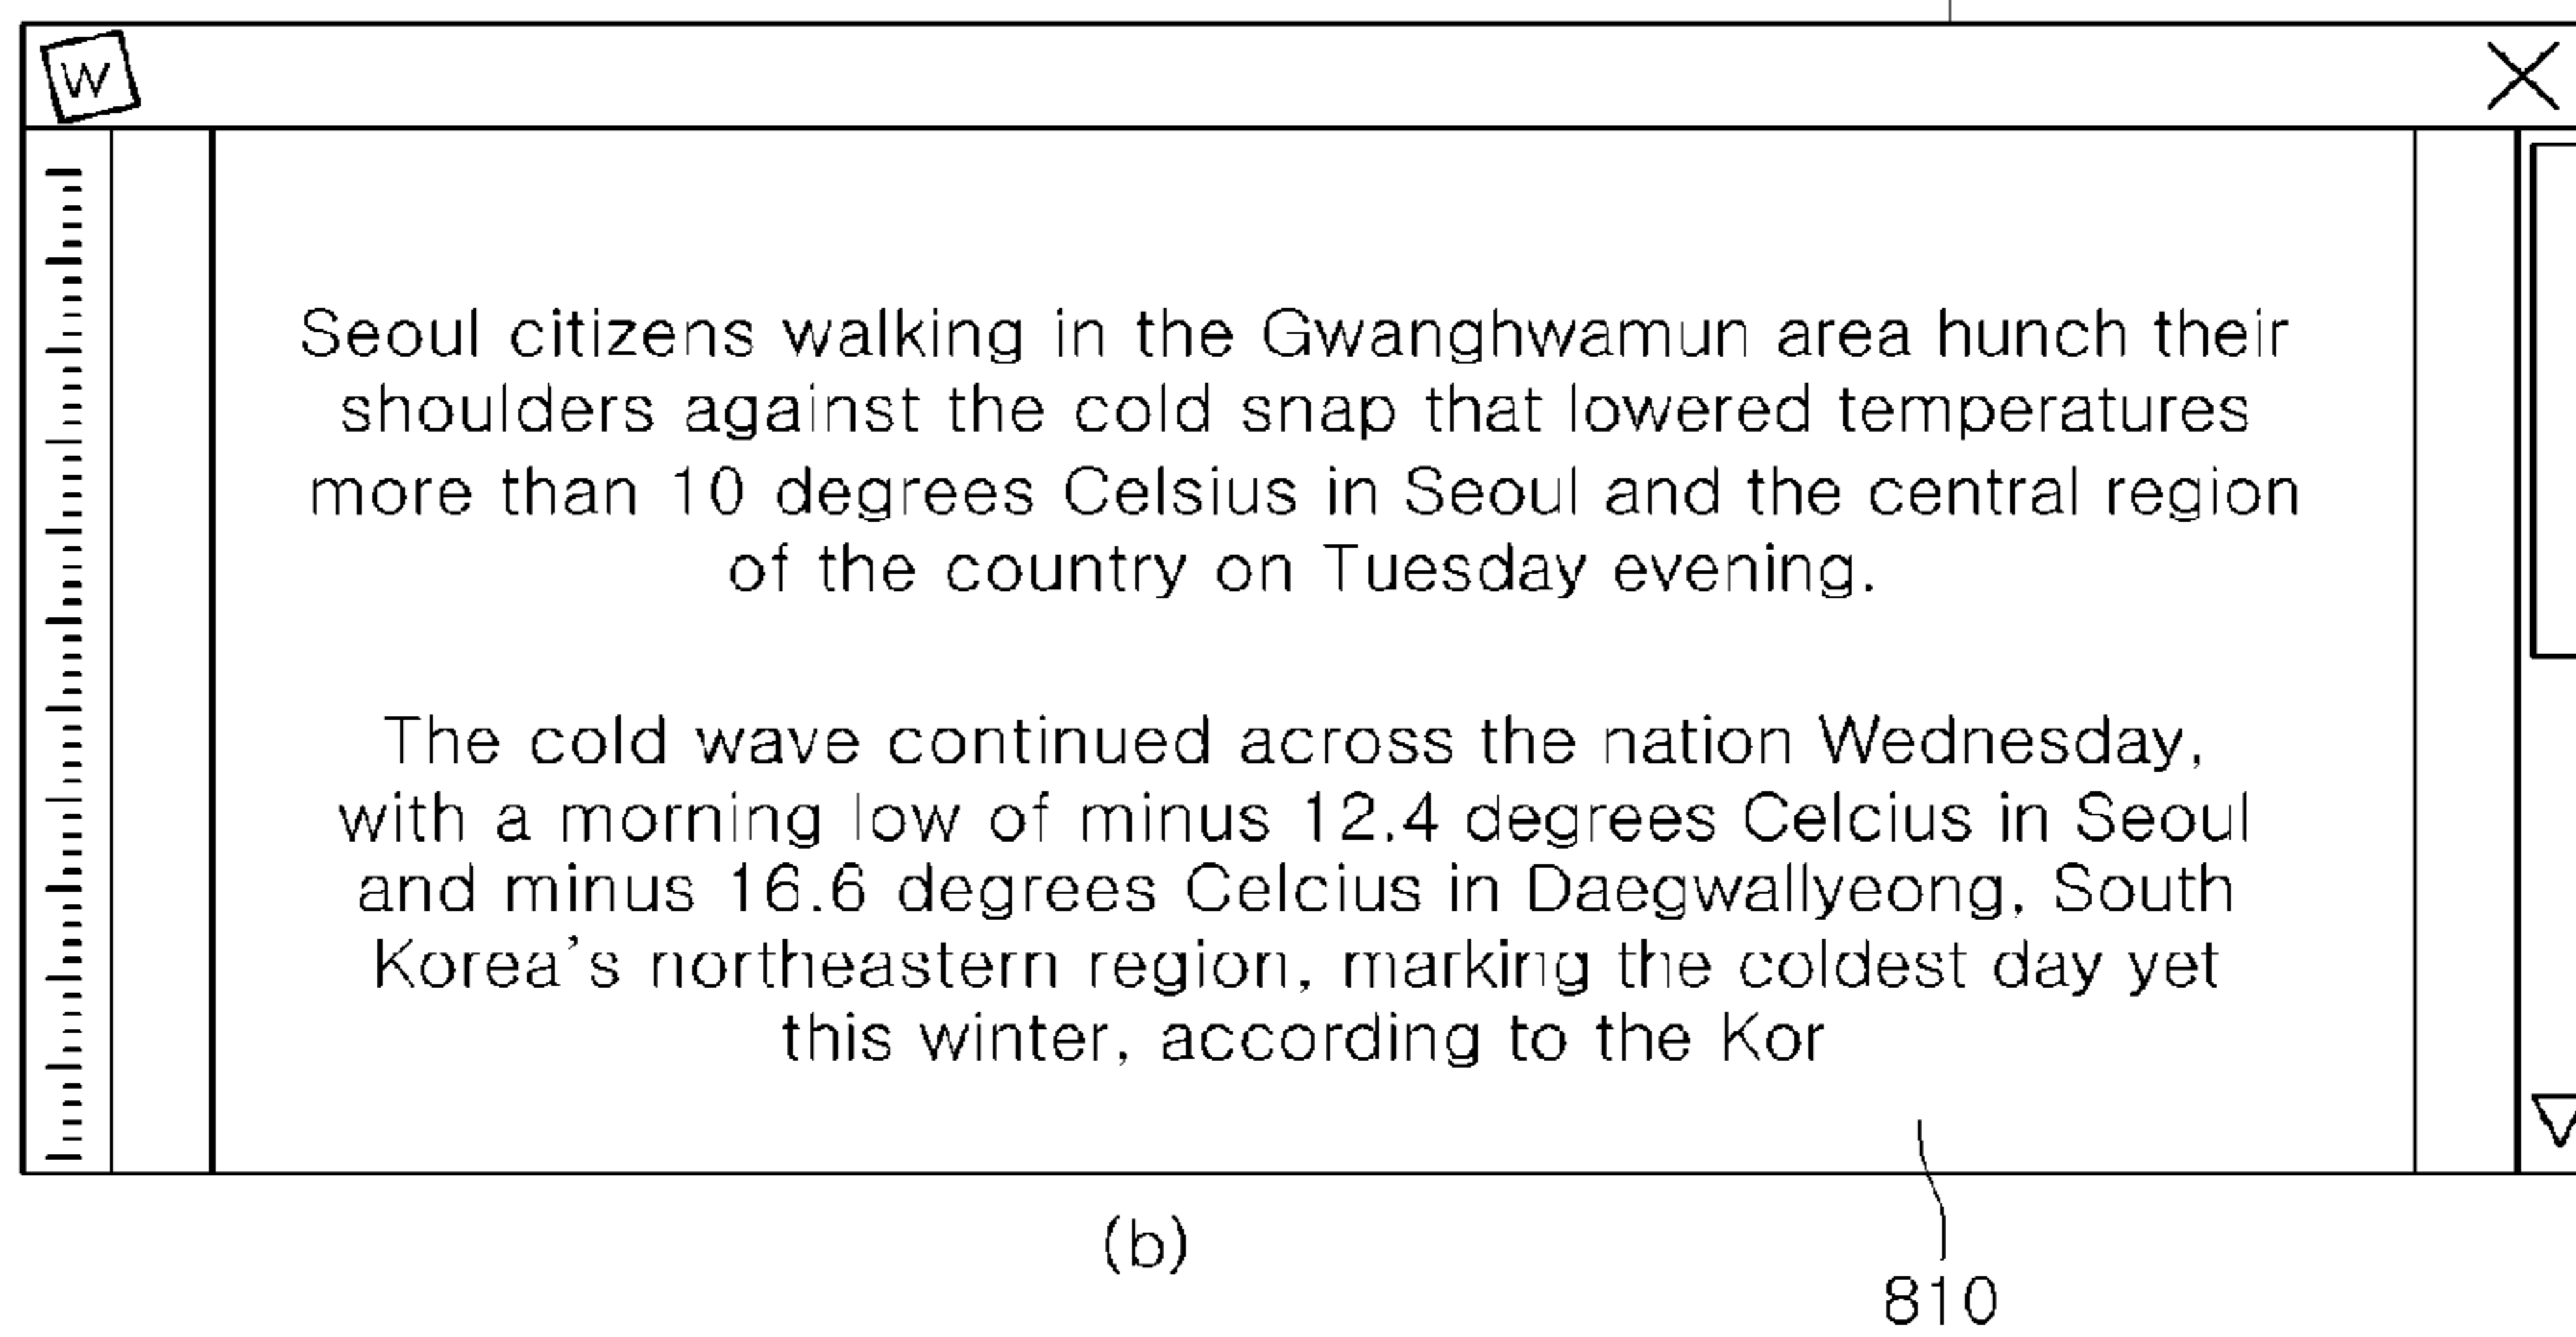 W
Seoul citizens walking in the Gwanghwamun area hunch their
shoulders against the cold snap that lowered temperatures
more than 10 degrees Celsius in Seoul and the central region
of the country on Tuesday evening.
The cold wave continued across the nation Wednesday,
with a morning low of minus 12.4 degrees Celcius in Seoul
and minus 16.6 degrees Celcius in Daegwallyeong, South
Korea's northeastern region, marking the coldest day yet
this winter, according to the Kor
(b)
810